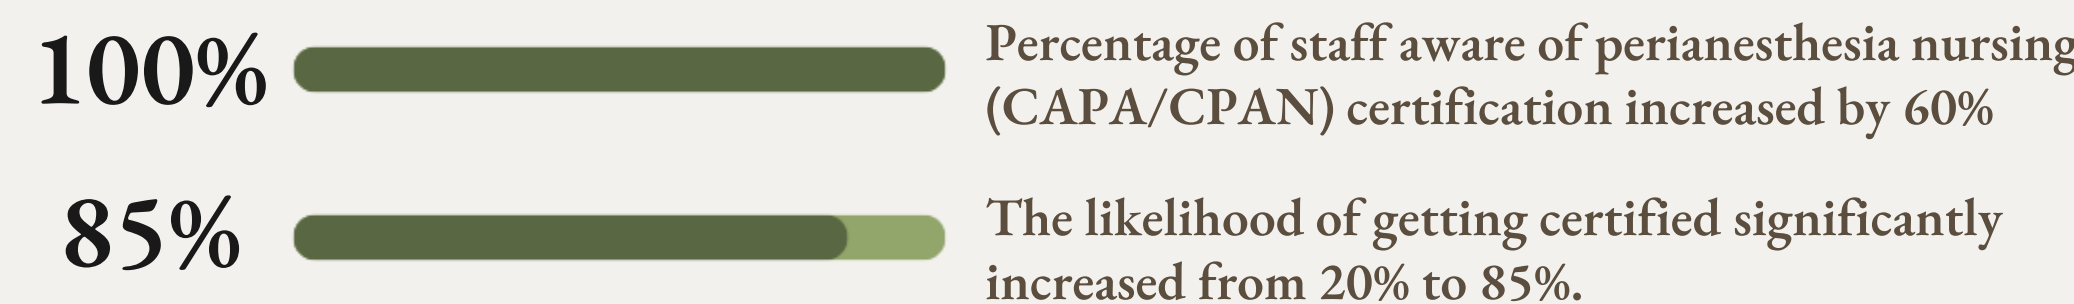 100%
Percentage of staff aware of perianesthesia nursing
(CAPA/CPAN) certification increased by 60%
85%
The likelihood of getting certified significantly
increased from 20% to 85%.